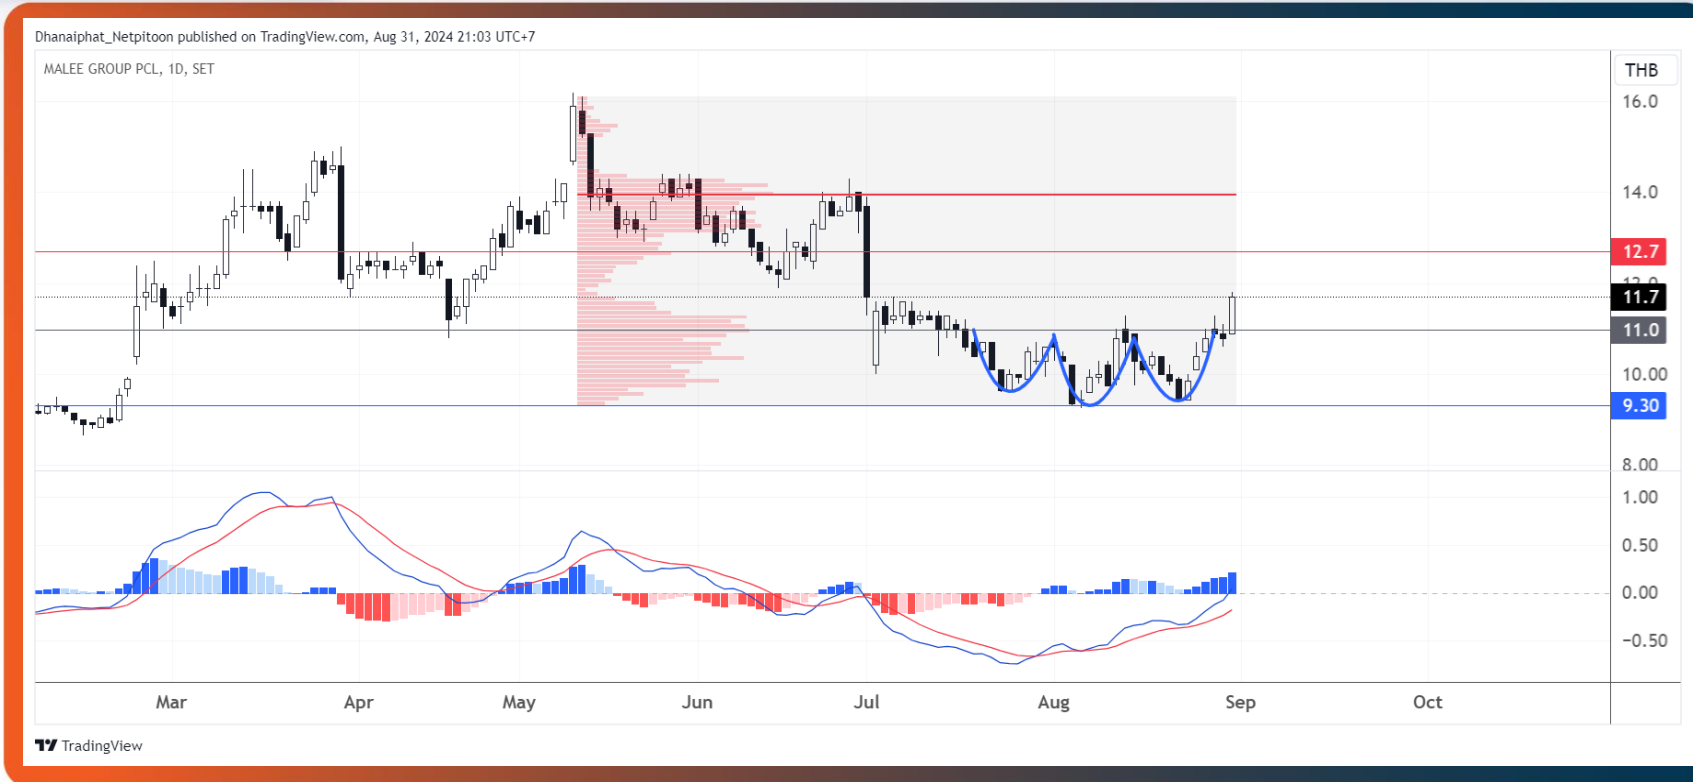 Dhanaiphat_Netpitoon published on TradingView.com, Aug 31, 2024 21:03 UTC+7
MALEE GROUP PCL, 1D, SET
THB
16.0
14.0
12.7
12.0
11.7
11.0
10.00
9.30
8.00
1.00
0.50
0.00
−0.50
Mar Apr May Jun Jul Aug Sep Oct
TradingView